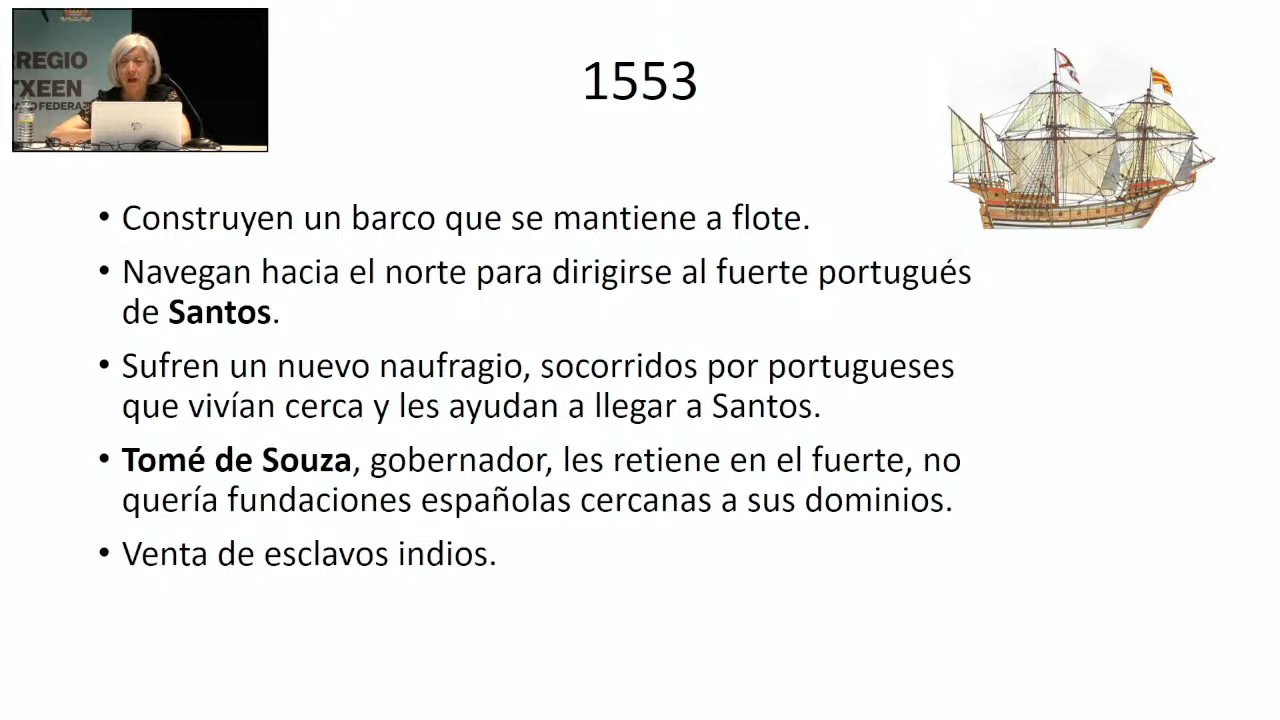 RREGIO
TXEEN
FEDERA
1553
• Construyen un barco que se mantiene a flote.
• Navegan hacia el norte para dirigirse al fuerte portugués
de Santos.
• Sufren un nuevo naufragio, socorridos por portugueses
que vivían cerca y les ayudan a llegar a Santos.
• Tomé de Souza, gobernador, les retiene en el fuerte, no
quería fundaciones españolas cercanas a sus dominios.
• Venta de esclavos indios.